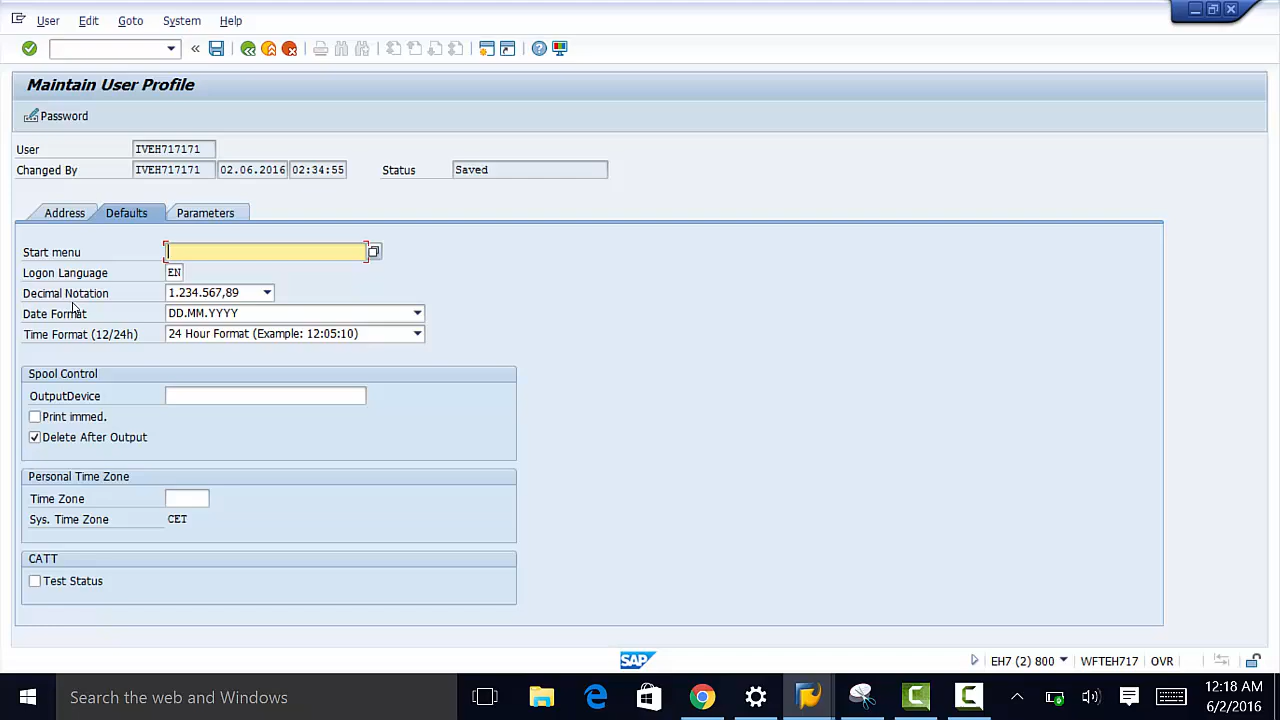 User Edit Goto System Help
Maintain User Profile
Password
User IVEH717171
Changed By IVEH717171 02.06.2016 02:34:55 Status Saved
Address Defaults Parameters
Start menu
Logon Language EN
Decimal Notation 1.234.567,89
Date Format DD.MM.YYYY
Time Format (12/24h) 24 Hour Format (Example: 12:05:10)
Spool Control
OutputDevice
Print immed.
Delete After Output
Personal Time Zone
Time Zone
Sys. Time Zone CET
CATT
Test Status
SAP EH7 (2) 800 WFTEH717 OVR
Search the web and Windows
12:18 AM
6/2/2016